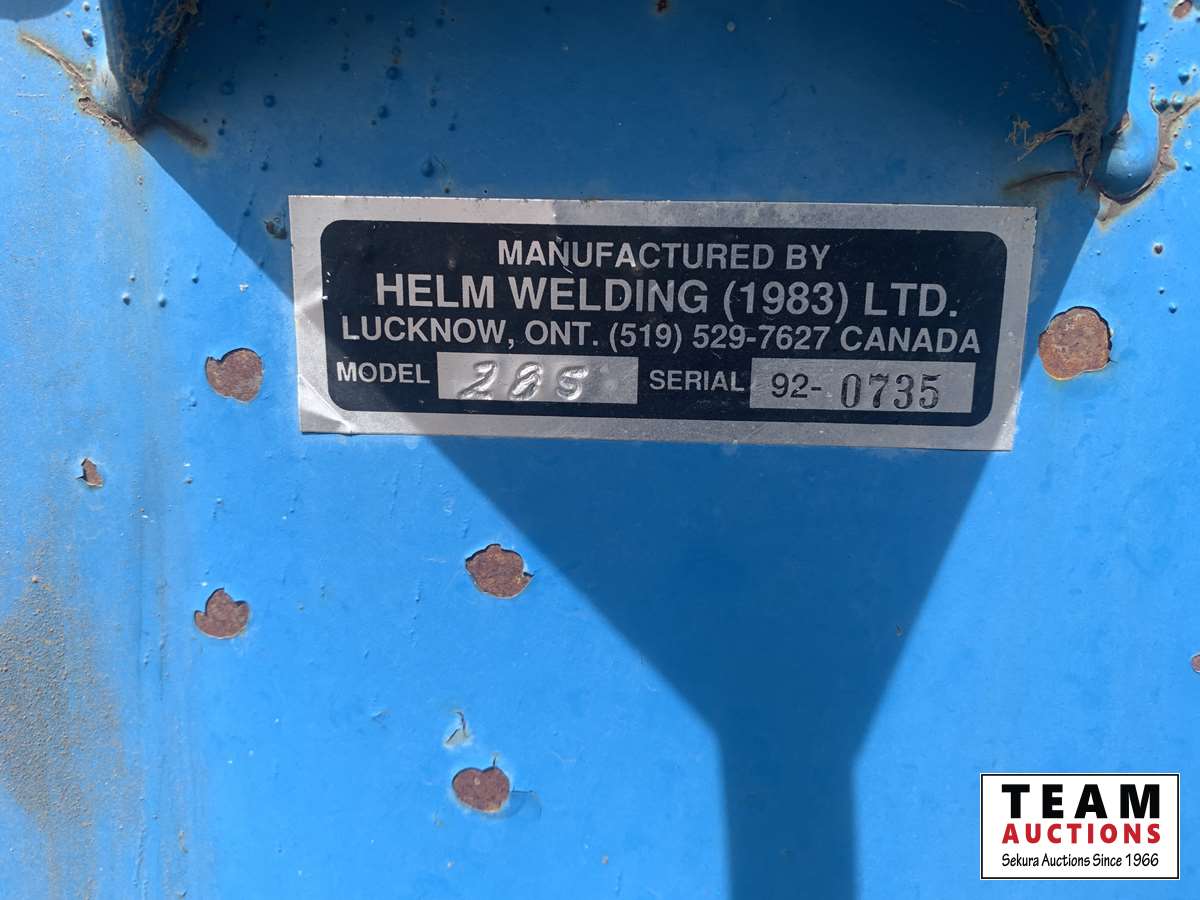 MANUFACTURED BY
HELM WELDING (1983) LTD.
LUCKNOW, ONT. (519) 529-7627 CANADA
MODEL 285 SERIAL 92-0735
TEAM
AUCTIONS
Sekura Auctions Since 1966